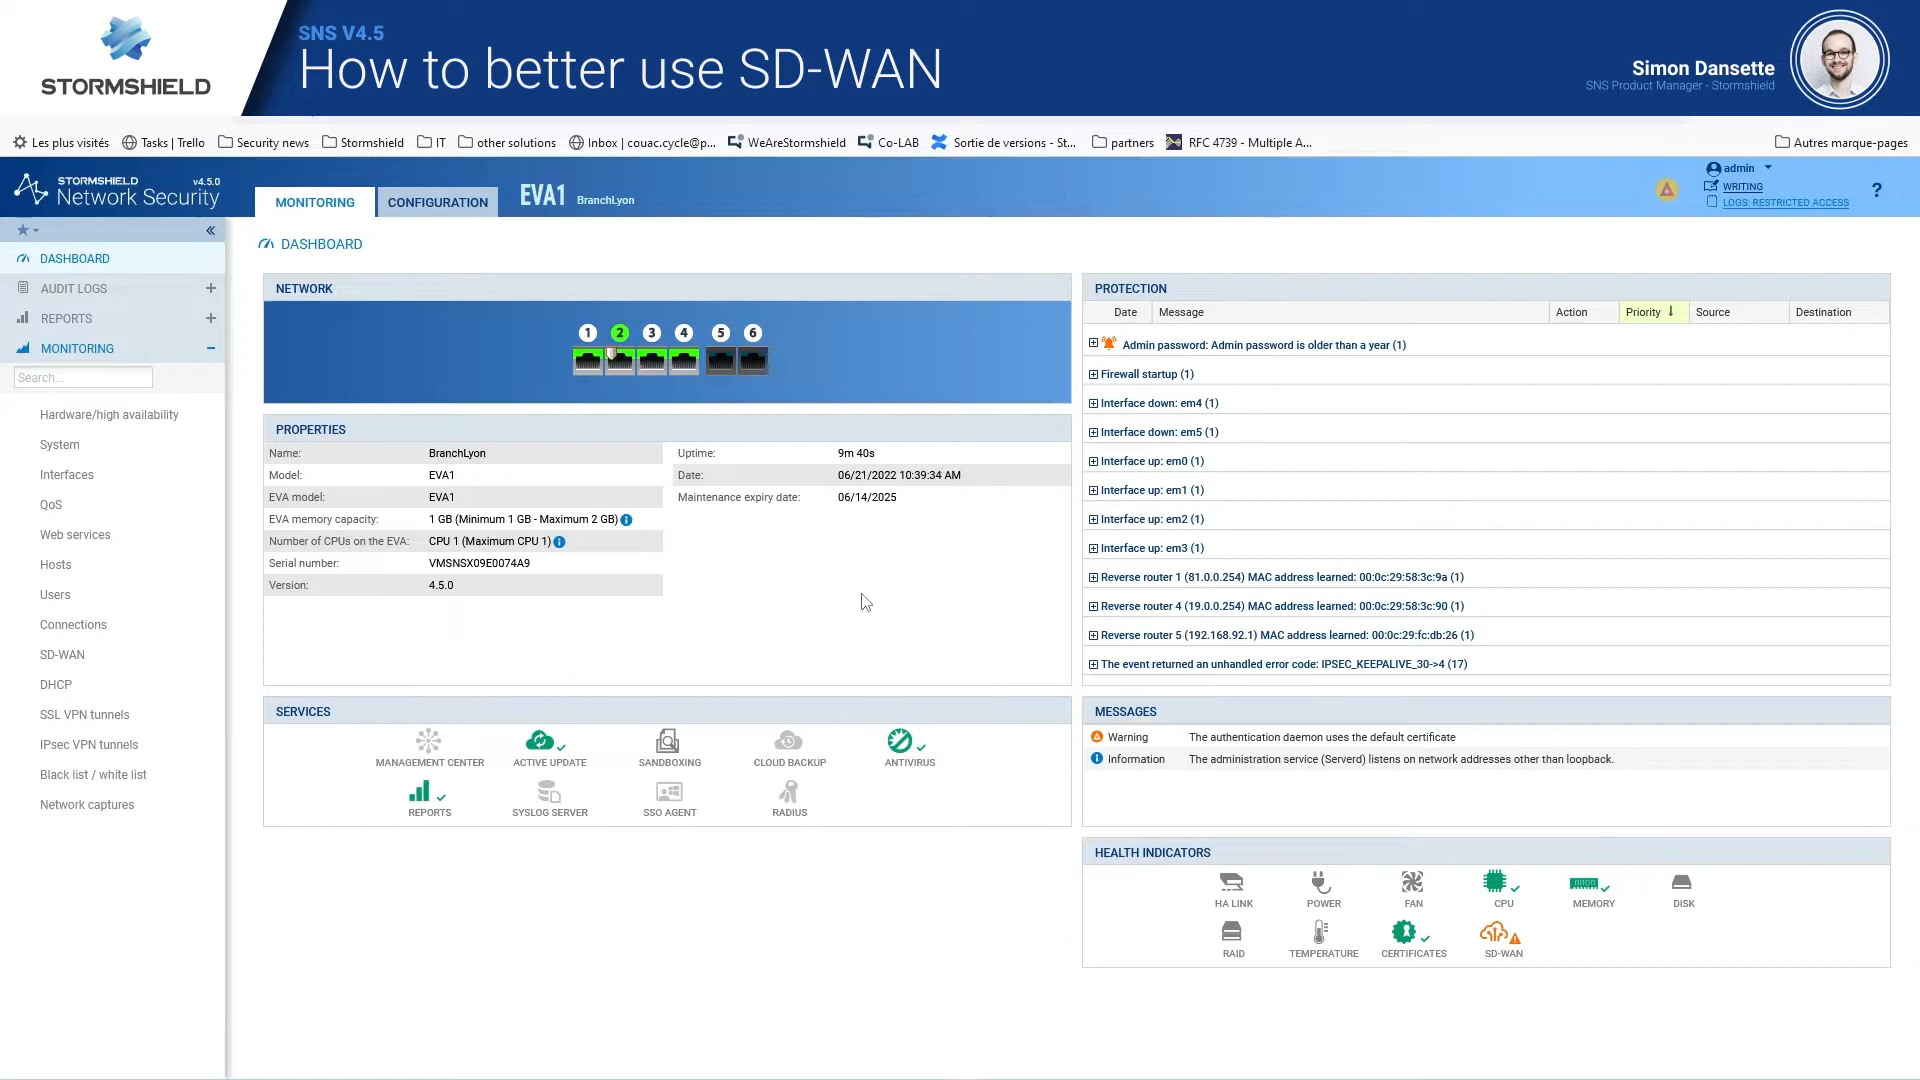 STORMSHIELD
SNS V4.5
How to better use SD-WAN
Simon Dansette
SNS Product Manager - Stormshield
Les plus visités
Tasks | Trello
Security news
Stormshield
IT
other solutions
Inbox | couac.cycle@p...
WeAreStormshield
Co-LAB
Sortie de versions - St...
partners
RFC 4739 - Multiple A...
Autres marque-pages
STORMSHIELD v4.5.0
Network Security
MONITORING
CONFIGURATION
EVA1 BranchLyon
admin
WRITING
LOGS: RESTRICTED ACCESS
?
«
DASHBOARD
AUDIT LOGS
REPORTS
MONITORING
Search...
Hardware/high availability
System
Interfaces
QoS
Web services
Hosts
Users
Connections
SD-WAN
DHCP
SSL VPN tunnels
IPsec VPN tunnels
Black list / white list
Network captures
DASHBOARD
NETWORK
1 2 3 4 5 6
PROPERTIES
Name: BranchLyon
Model: EVA1
EVA model: EVA1
EVA memory capacity: 1 GB (Minimum 1 GB - Maximum 2 GB)
Number of CPUs on the EVA: CPU 1 (Maximum CPU 1)
Serial number: VMSNSX09E0074A9
Version: 4.5.0
Uptime: 9m 40s
Date: 06/21/2022 10:39:34 AM
Maintenance expiry date: 06/14/2025
SERVICES
MANAGEMENT CENTER
ACTIVE UPDATE
SANDBOXING
CLOUD BACKUP
ANTIVIRUS
REPORTS
SYSLOG SERVER
SSO AGENT
RADIUS
PROTECTION
Date Message Action Priority Source Destination
Admin password: Admin password is older than a year (1)
Firewall startup (1)
Interface down: em4 (1)
Interface down: em5 (1)
Interface up: em0 (1)
Interface up: em1 (1)
Interface up: em2 (1)
Interface up: em3 (1)
Reverse router 1 (81.0.0.254) MAC address learned: 00:0c:29:58:3c:9a (1)
Reverse router 4 (19.0.0.254) MAC address learned: 00:0c:29:58:3c:90 (1)
Reverse router 5 (192.168.92.1) MAC address learned: 00:0c:29:fc:db:26 (1)
The event returned an unhandled error code: IPSEC_KEEPALIVE_30->4 (17)
MESSAGES
Warning The authentication daemon uses the default certificate
Information The administration service (Serverd) listens on network addresses other than loopback.
HEALTH INDICATORS
HA LINK
POWER
FAN
CPU
MEMORY
DISK
RAID
TEMPERATURE
CERTIFICATES
SD-WAN